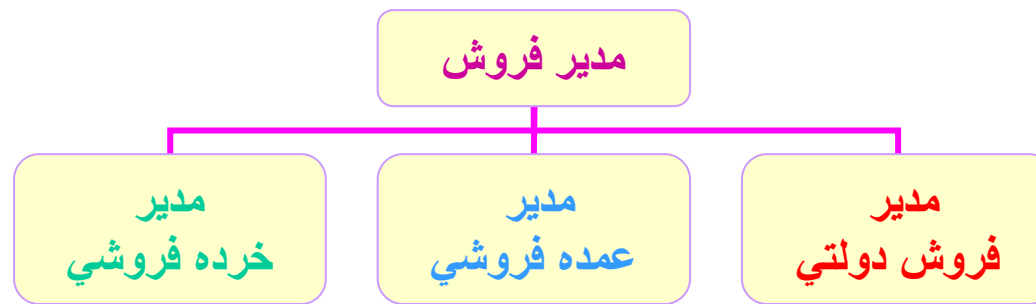 مدير فروش
مدير
فروش دولتي
مدير
عمده فروشي
مدير
خرده فروشي